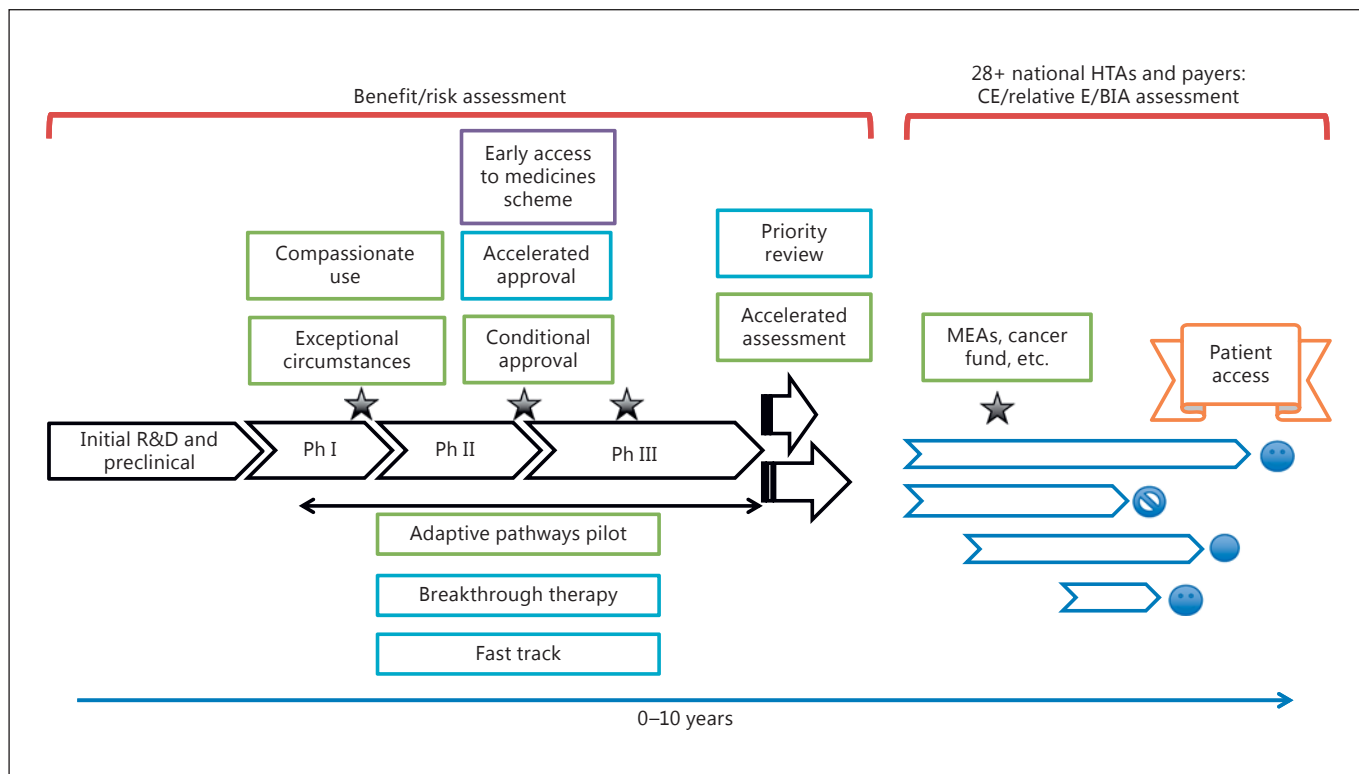 Benefit/risk assessment
28+ national HTAs and payers:
CE/relative E/BIA assessment
Early access
to medicines
scheme
Compassionate
use
Accelerated
approval
Priority
review
Exceptional
circumstances
Conditional
approval
Accelerated
assessment
MEAs, cancer
fund, etc.
Patient
access
Initial R&D and
preclinical
Ph I
Ph II
Ph III
Adaptive pathways pilot
Breakthrough therapy
Fast track
0–10 years